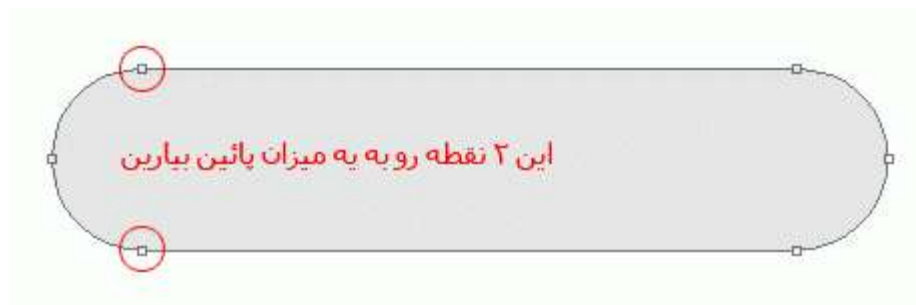 این ۲ نقطه رو به یه میزان پائین بیارین